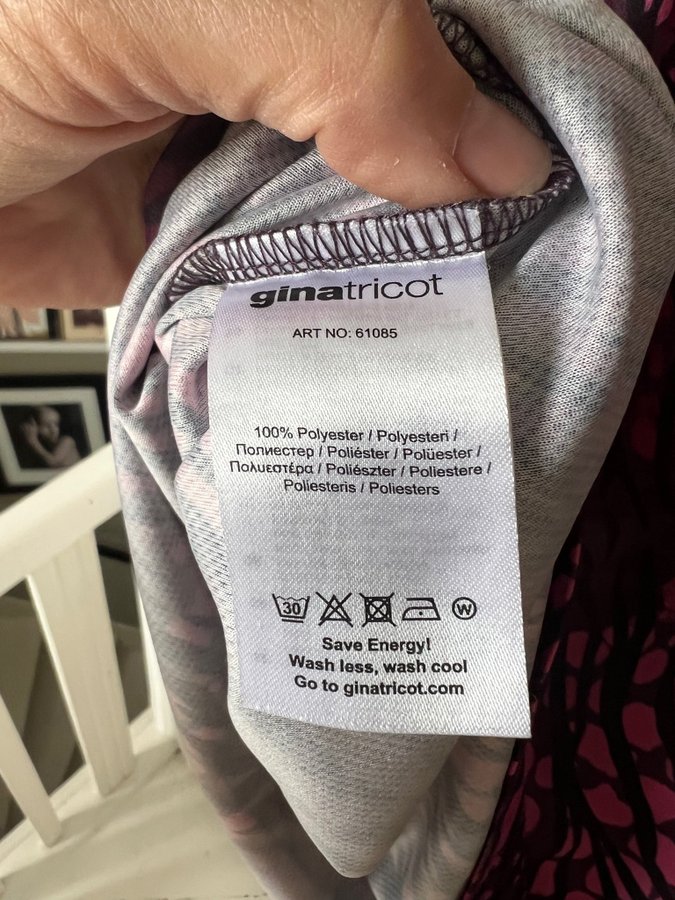 ginatricot
ART NO: 61085
100% Polyester / Polyesteri /
Полиестер / Poliéster / Polüester /
Πολυεστέρα / Poliészter / Poliestere /
Poliesteris / Poliesters
30
W
Save Energy!
Wash less, wash cool
Go to ginatricot.com